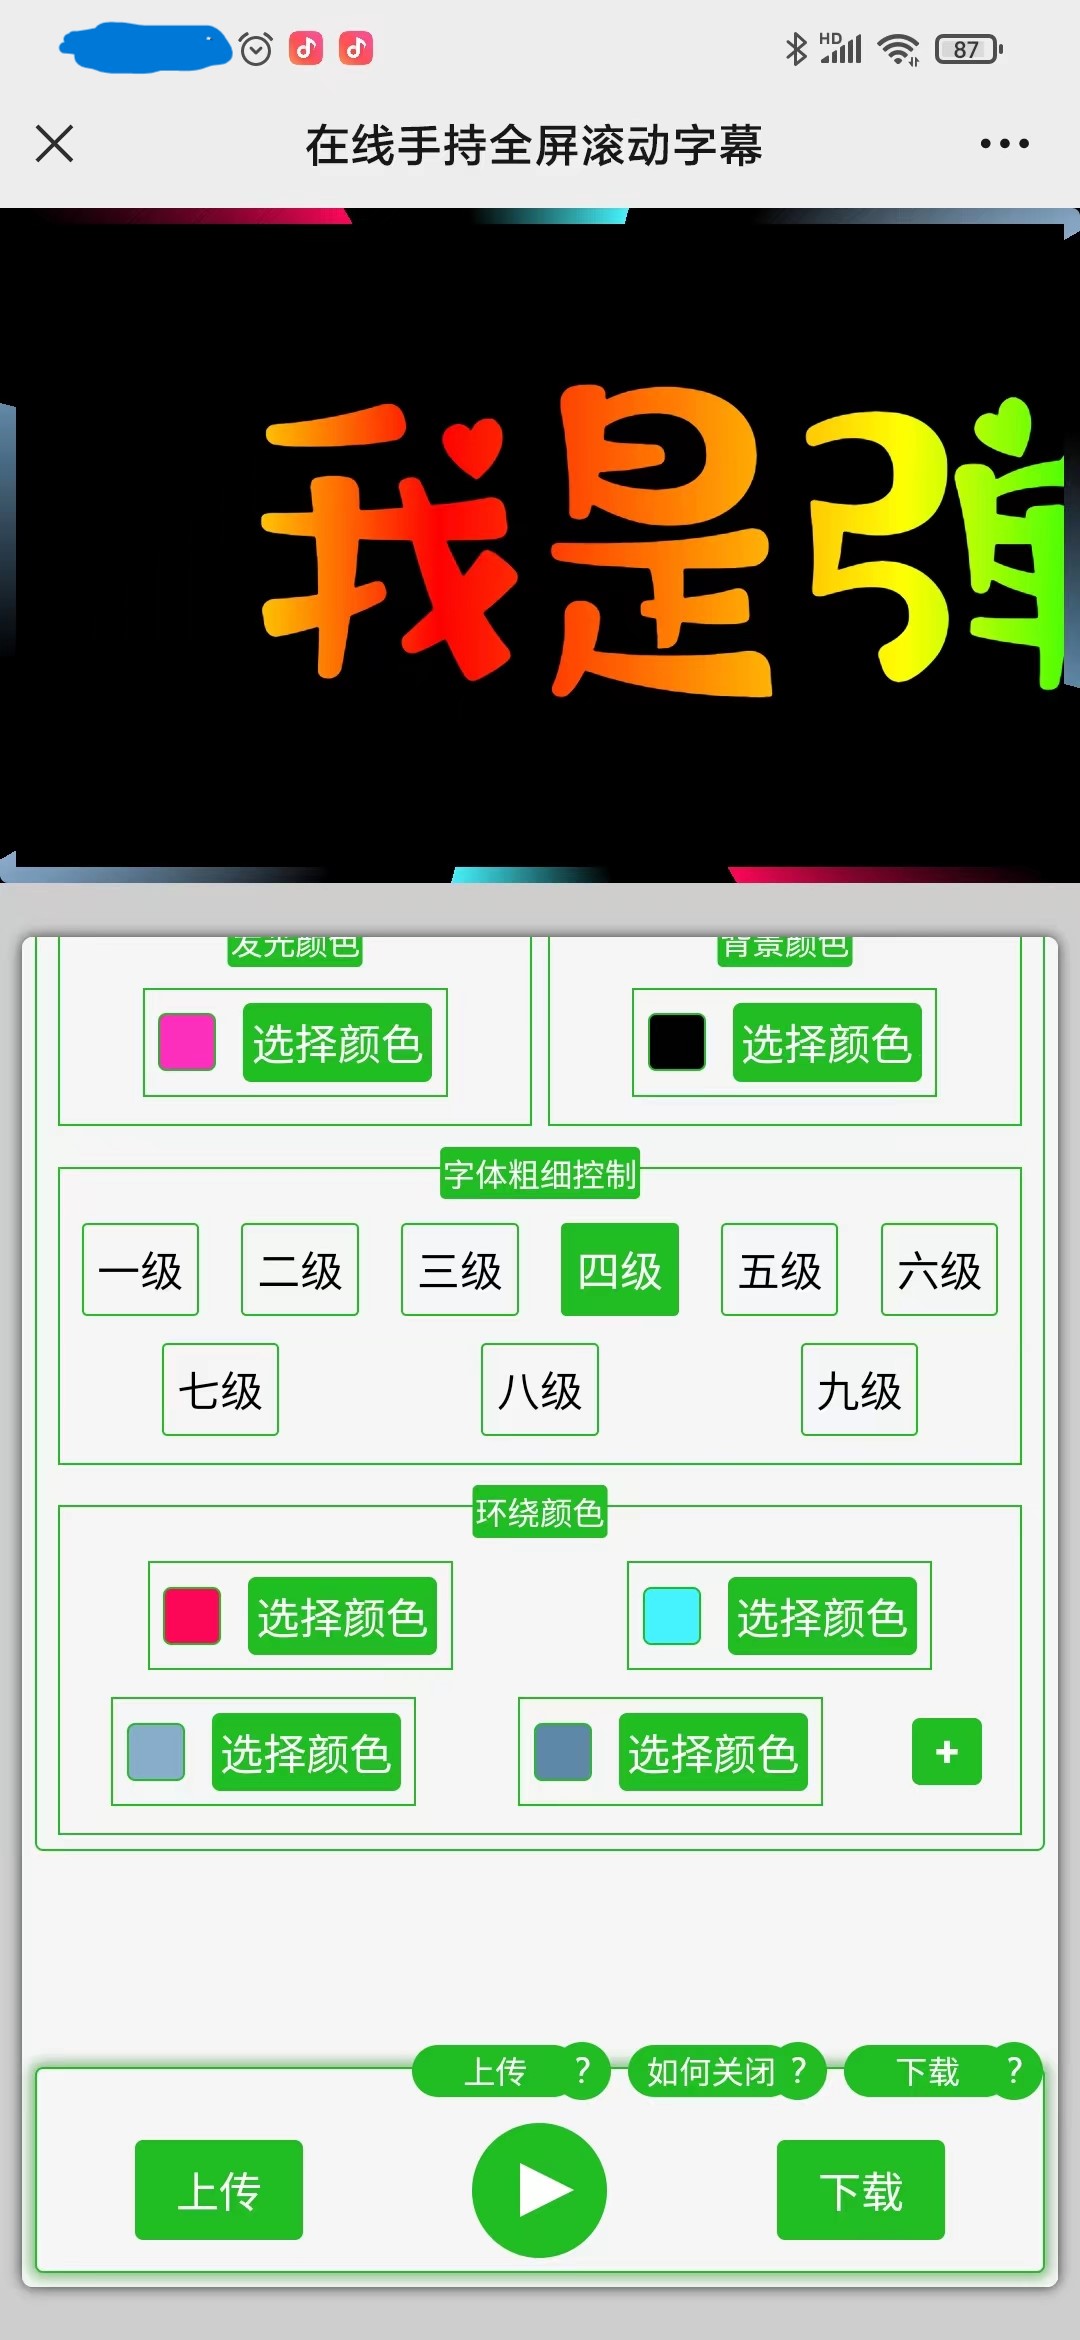 HD 87
在线手持全屏滚动字幕
我是弹
发光颜色 背景颜色
选择颜色 选择颜色
字体粗细控制
一级 二级 三级 四级 五级 六级
七级 八级 九级
环绕颜色
选择颜色 选择颜色
选择颜色 选择颜色 +
上传 ? 如何关闭 ? 下载 ?
上传 下载